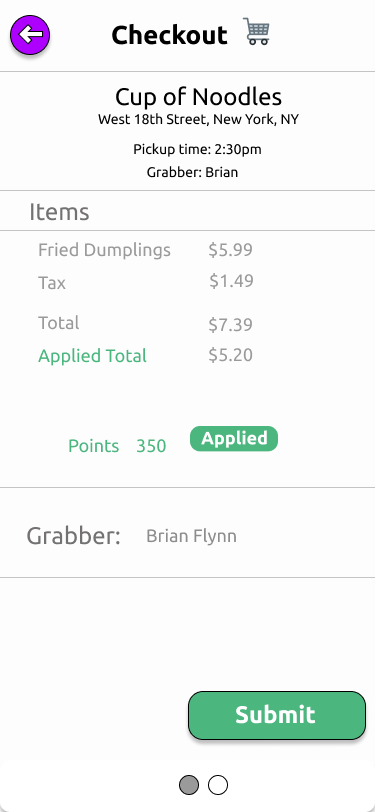 Checkout
Cup of Noodles
West 18th Street, New York, NY
Pickup time: 2:30pm
Grabber: Brian
Items
Fried Dumplings $5.99
Tax $1.49
Total $7.39
Applied Total $5.20
Points 350 Applied
Grabber: Brian Flynn
Submit